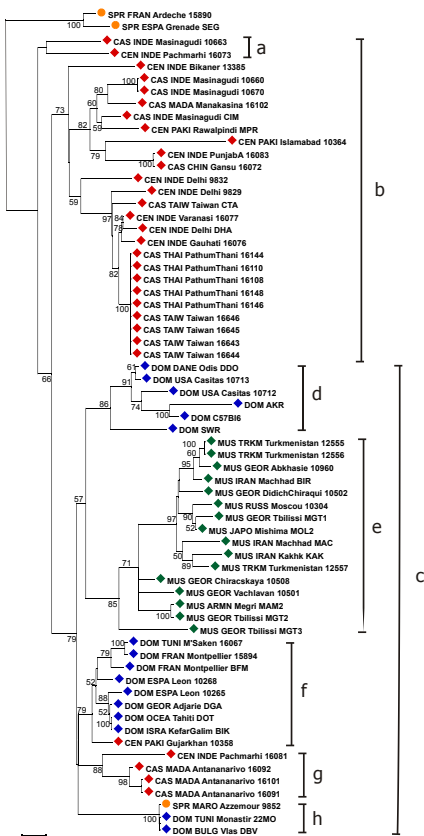 SPR FRAN Ardeche 15890
100
SPR ESPA Grenade SEG
CAS INDE Masinagudi 10663
a
CEN INDE Pachmarhi 16073
CEN INDE Bikaner 13385
CAS INDE Masinagudi 10660
100
80
CAS INDE Masinagudi 10670
60
CAS MADA Manakasina 16102
73
CAS INDE Masinagudi CIM
82
59
CEN PAKI Rawalpindi MPR
CEN PAKI Islamabad 10364
79
CEN INDE PunjabA 16083
100
CAS CHIN Gansu 16072
CEN INDE Delhi 9832
b
CEN INDE Delhi 9829
59
CAS TAIW Taiwan CTA
97
84
CEN INDE Varanasi 16077
78
CEN INDE Delhi DHA
CEN INDE Gauhati 16076
CAS THAI PathumThani 16144
82
CAS THAI PathumThani 16110
CAS THAI PathumThani 16108
CAS THAI PathumThani 16148
100
CAS THAI PathumThani 16146
CAS TAIW Taiwan 16646
CAS TAIW Taiwan 16645
CAS TAIW Taiwan 16643
CAS TAIW Taiwan 16644
66
61
DOM DANE Odis DDO
91
DOM USA Casitas 10713
DOM USA Casitas 10712
d
74
DOM AKR
86
100
DOM C57Bl6
DOM SWR
MUS TRKM Turkmenistan 12555
100
60
MUS TRKM Turkmenistan 12556
95
MUS GEOR Abkhasie 10960
MUS IRAN Machhad BIR
MUS GEOR DidichChiraqui 10502
57
MUS RUSS Moscou 10304
90
97
MUS GEOR Tbilissi MGT1
52
MUS JAPO Mishima MOL2
e
MUS IRAN Machhad MAC
50
MUS IRAN Kakhk KAK
89
MUS TRKM Turkmenistan 12557
71
MUS GEOR Chiracskaya 10508
MUS GEOR Vachlavan 10501
85
MUS ARMN Megri MAM2
100
MUS GEOR Tbilissi MGT2
MUS GEOR Tbilissi MGT3
c
79
100
DOM TUNI M'Saken 16067
79
DOM FRAN Montpellier 15894
DOM FRAN Montpellier BFM
52
DOM ESPA Leon 10268
DOM ESPA Leon 10265
f
88
DOM GEOR Adjarie DGA
79
52
DOM OCEA Tahiti DOT
100
DOM ISRA KefarGalim BIK
CEN PAKI Gujarkhan 10358
CEN INDE Pachmarhi 16081
88
CAS MADA Antananarivo 16092
g
98
CAS MADA Antananarivo 16101
CAS MADA Antananarivo 16091
SPR MARO Azzemour 9852
100
DOM TUNI Monastir 22MO
h
100
DOM BULG Vlas DBV